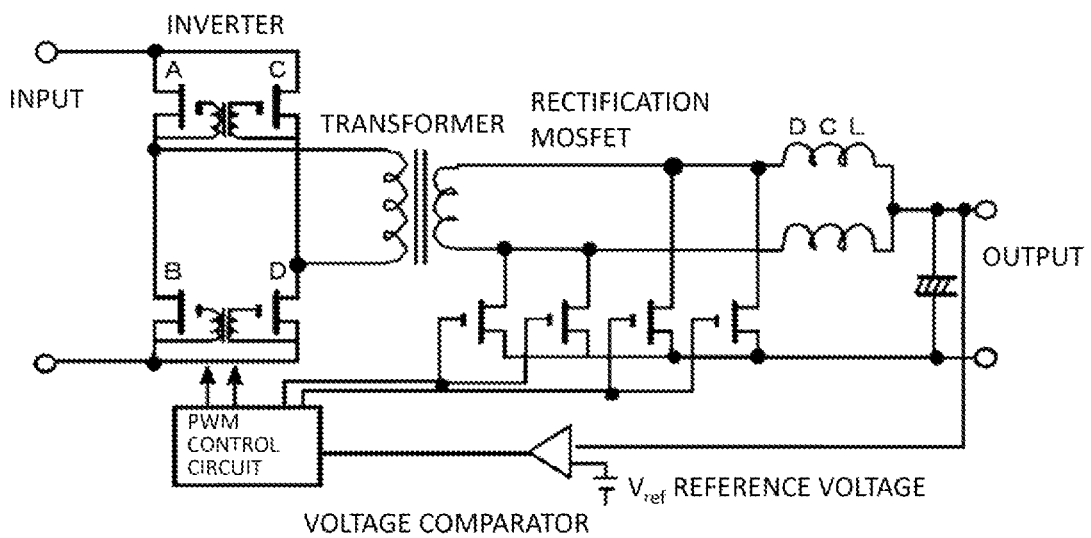 INVERTER
A
C
INPUT
TRANSFORMER
RECTIFICATION
MOSFET
D C L
B
D
OUTPUT
PWM
CONTROL
CIRCUIT
Vref REFERENCE VOLTAGE
VOLTAGE COMPARATOR